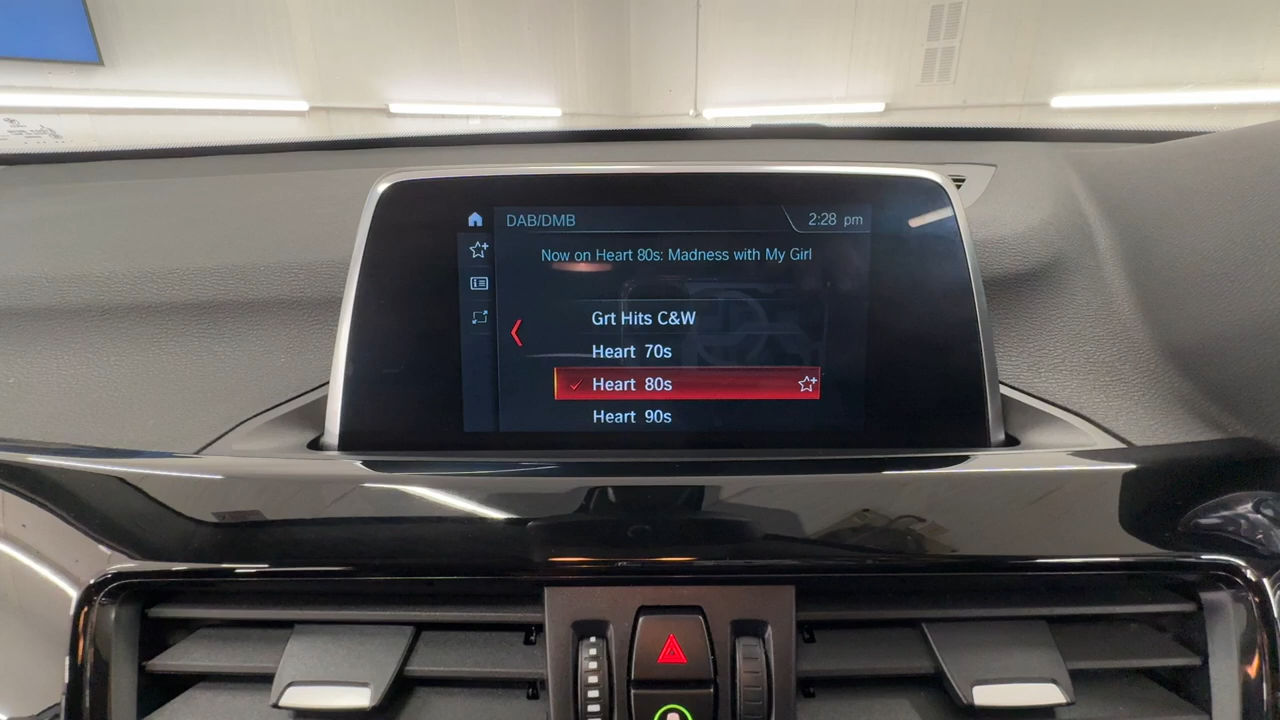 DAB/DMB
2:28 pm
Now on Heart 80s: Madness with My Girl
Grt Hits C&W
Heart 70s
Heart 80s
Heart 90s